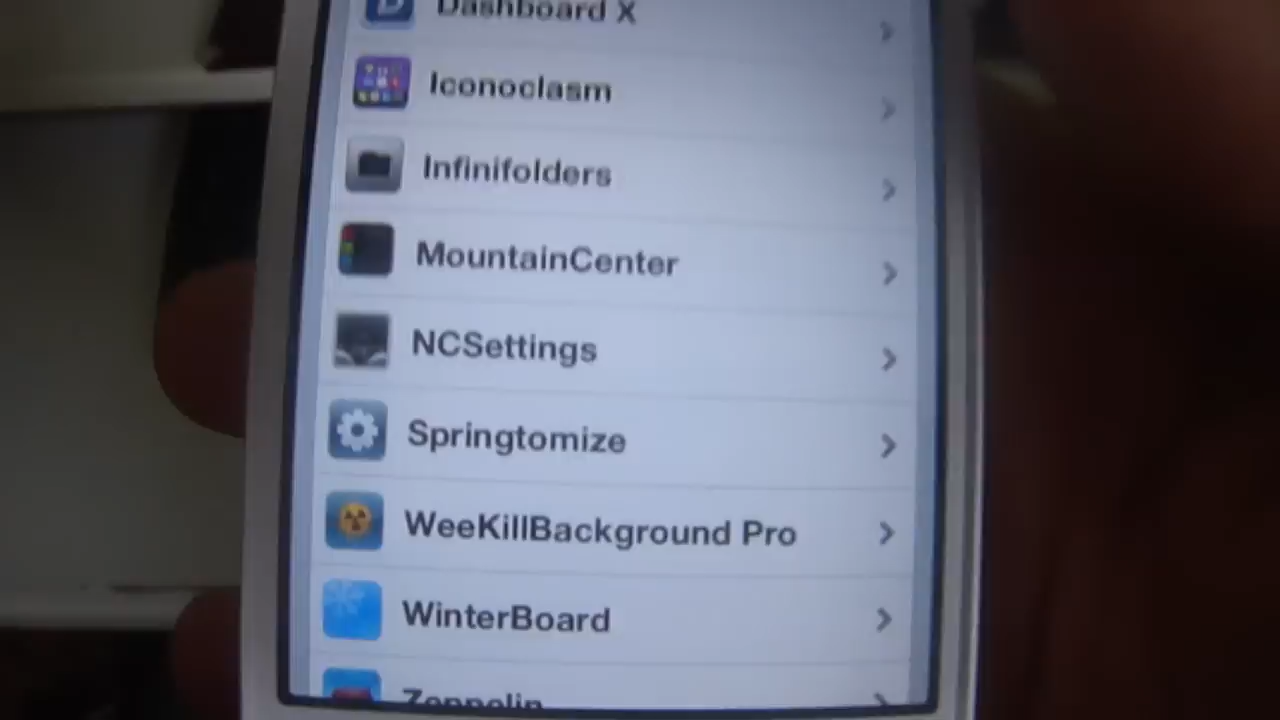 Dashboard X
Iconoclasm
Infinifolders
MountainCenter
NCSettings
Springtomize
WeeKillBackground Pro
WinterBoard
Zeppelin